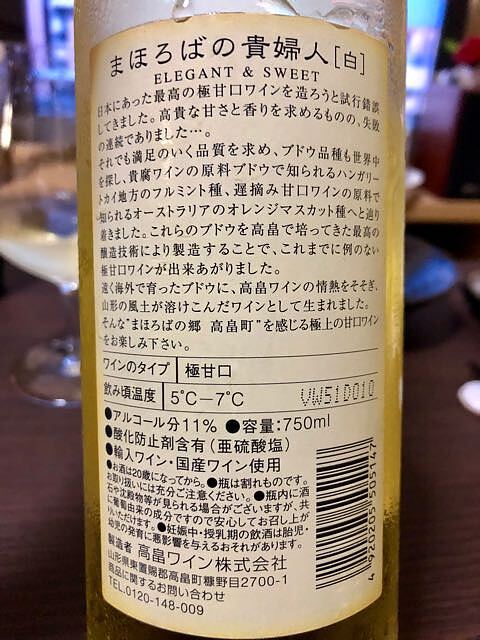 まほろばの貴婦人[白]
ELEGANT & SWEET
日本にあった最高の極甘口ワインを造ろうと試行錯誤
してきました。高貴な甘さと香りを求めるものの、失敗
の連続でありました…。
それでも満足のいく品質を求め、ブドウ品種も世界中
を探し、貴腐ワインの原料ブドウで知られるハンガリー
トカイ地方のフルミント種、遅摘み甘口ワインの原料で
知られるオーストラリアのオレンジマスカット種へと辿り
着きました。これらのブドウを高畠で培ってきた最高の
醸造技術により製造することで、これまでに例のない
極甘口ワインが出来あがりました。
遠く海外で育ったブドウに、高畠ワインの情熱をそそぎ、
山形の風土が溶けこんだワインとして生まれました。
そんな"まほろばの郷 高畠町"を感じる極上の甘口ワイン
をお楽しみ下さい。
ワインのタイプ 極甘口
飲み頃温度 5℃−7℃ VW51D010
●アルコール分11% ●容量:750ml
●酸化防止剤含有(亜硫酸塩)
●輸入ワイン・国産ワイン使用
●お酒は20歳になってから。●瓶は割れものです。
お取り扱いには充分ご注意ください。●瓶内に酒
石や沈殿物等が見られる場合がございますが、共
に葡萄由来の成分ですので安心してお召し上が
りいただけます。●妊娠中・授乳期の飲酒は胎児・
幼児の発育に悪影響を与えるおそれがあります。
製造者 高畠ワイン株式会社
山形県東置賜郡高畠町糠野目2700-1
商品に関するお問い合わせ
TEL.0120-148-009
4920205505147